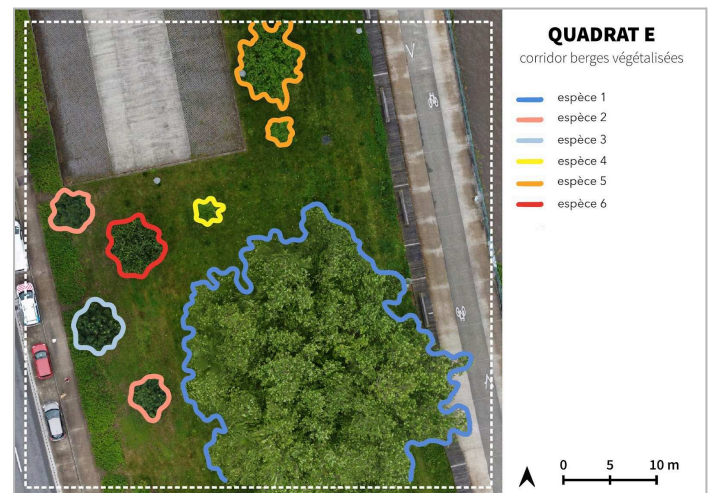 QUADRAT E
corridor berges végétalisées
espèce 1
espèce 2
espèce 3
espèce 4
espèce 5
espèce 6
0 5 10 m